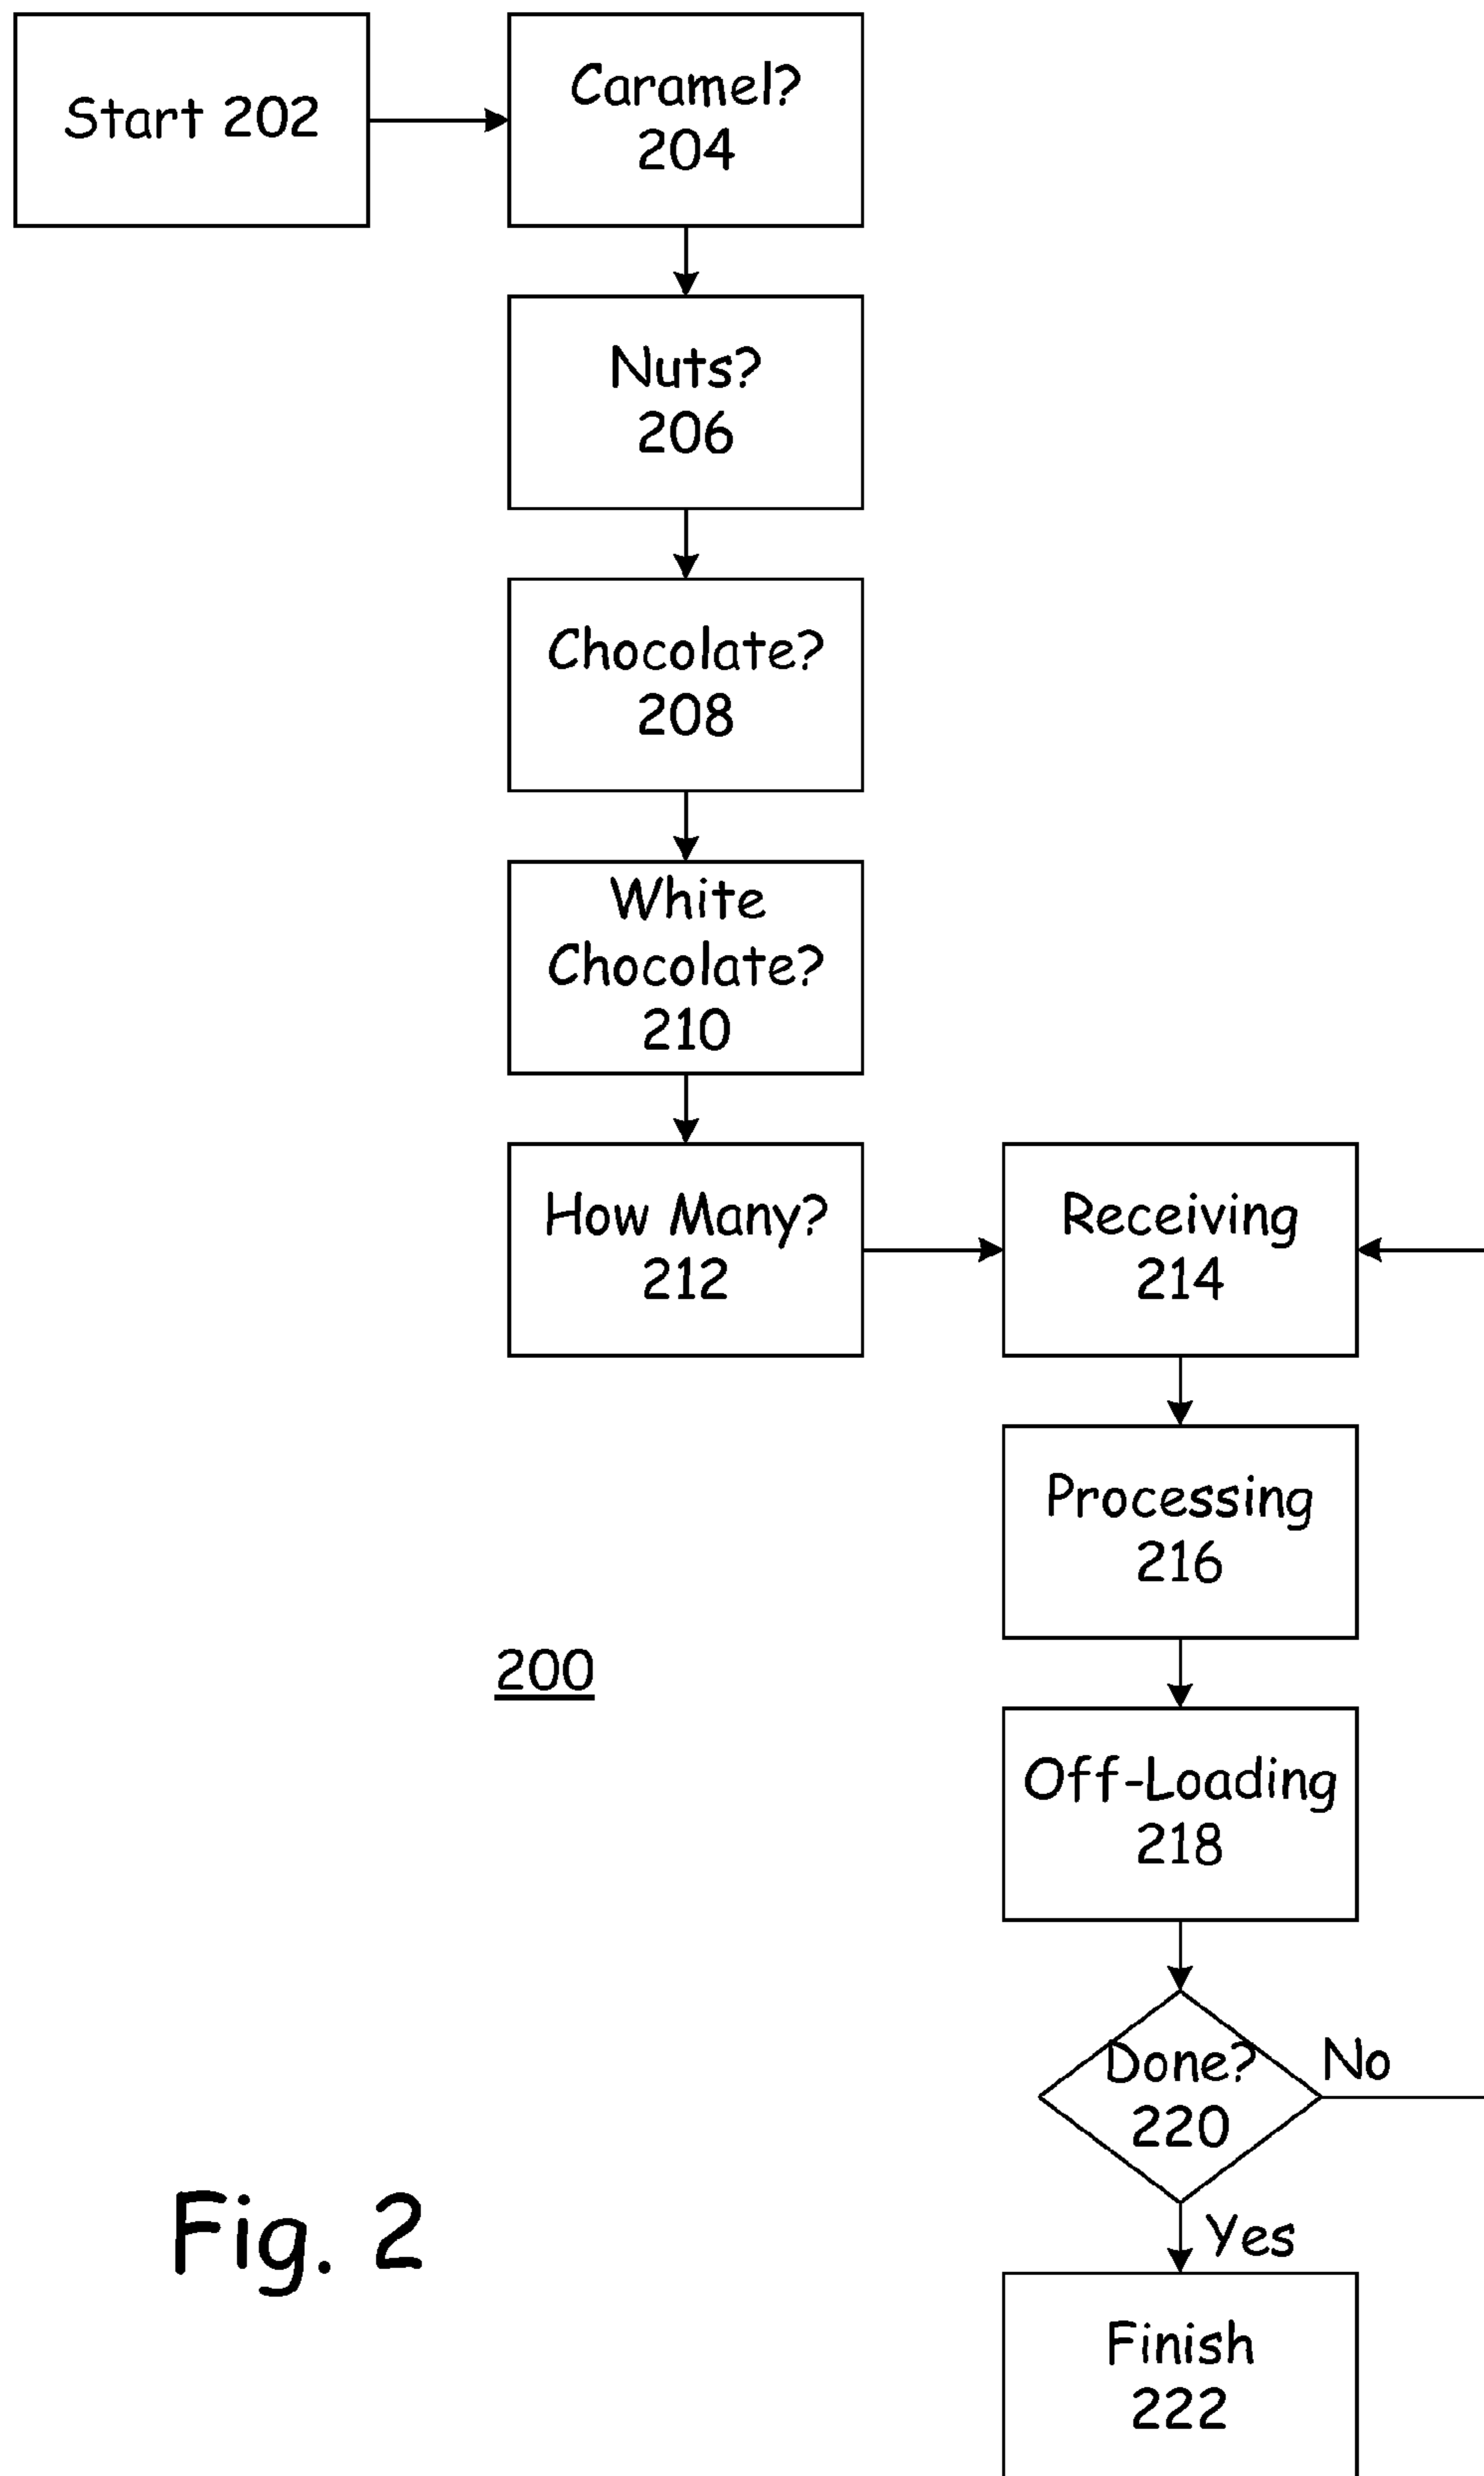 Start 202
Caramel?
204
Nuts?
206
Chocolate?
208
White
Chocolate?
210
How Many?
212
Receiving
214
Processing
216
200
Off-Loading
218
Done?
220
No
Yes
Fig. 2
Finish
222